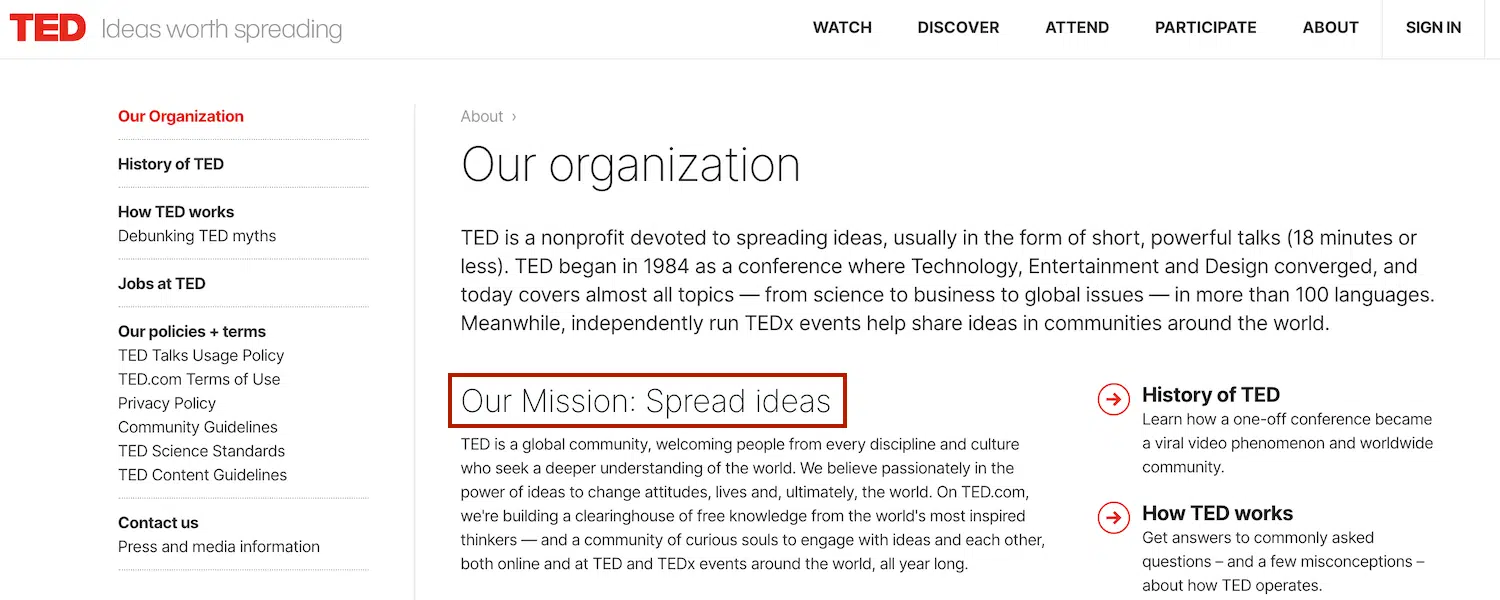 TED Ideas worth spreading
WATCH DISCOVER ATTEND PARTICIPATE ABOUT SIGN IN
Our Organization
History of TED
How TED works
Debunking TED myths
Jobs at TED
Our policies + terms
TED Talks Usage Policy
TED.com Terms of Use
Privacy Policy
Community Guidelines
TED Science Standards
TED Content Guidelines
Contact us
Press and media information
About ›
Our organization
TED is a nonprofit devoted to spreading ideas, usually in the form of short, powerful talks (18 minutes or
less). TED began in 1984 as a conference where Technology, Entertainment and Design converged, and
today covers almost all topics — from science to business to global issues — in more than 100 languages.
Meanwhile, independently run TEDx events help share ideas in communities around the world.
Our Mission: Spread ideas
TED is a global community, welcoming people from every discipline and culture
who seek a deeper understanding of the world. We believe passionately in the
power of ideas to change attitudes, lives and, ultimately, the world. On TED.com,
we're building a clearinghouse of free knowledge from the world's most inspired
thinkers — and a community of curious souls to engage with ideas and each other,
both online and at TED and TEDx events around the world, all year long.
History of TED
Learn how a one-off conference became
a viral video phenomenon and worldwide
community.
How TED works
Get answers to commonly asked
questions – and a few misconceptions –
about how TED operates.